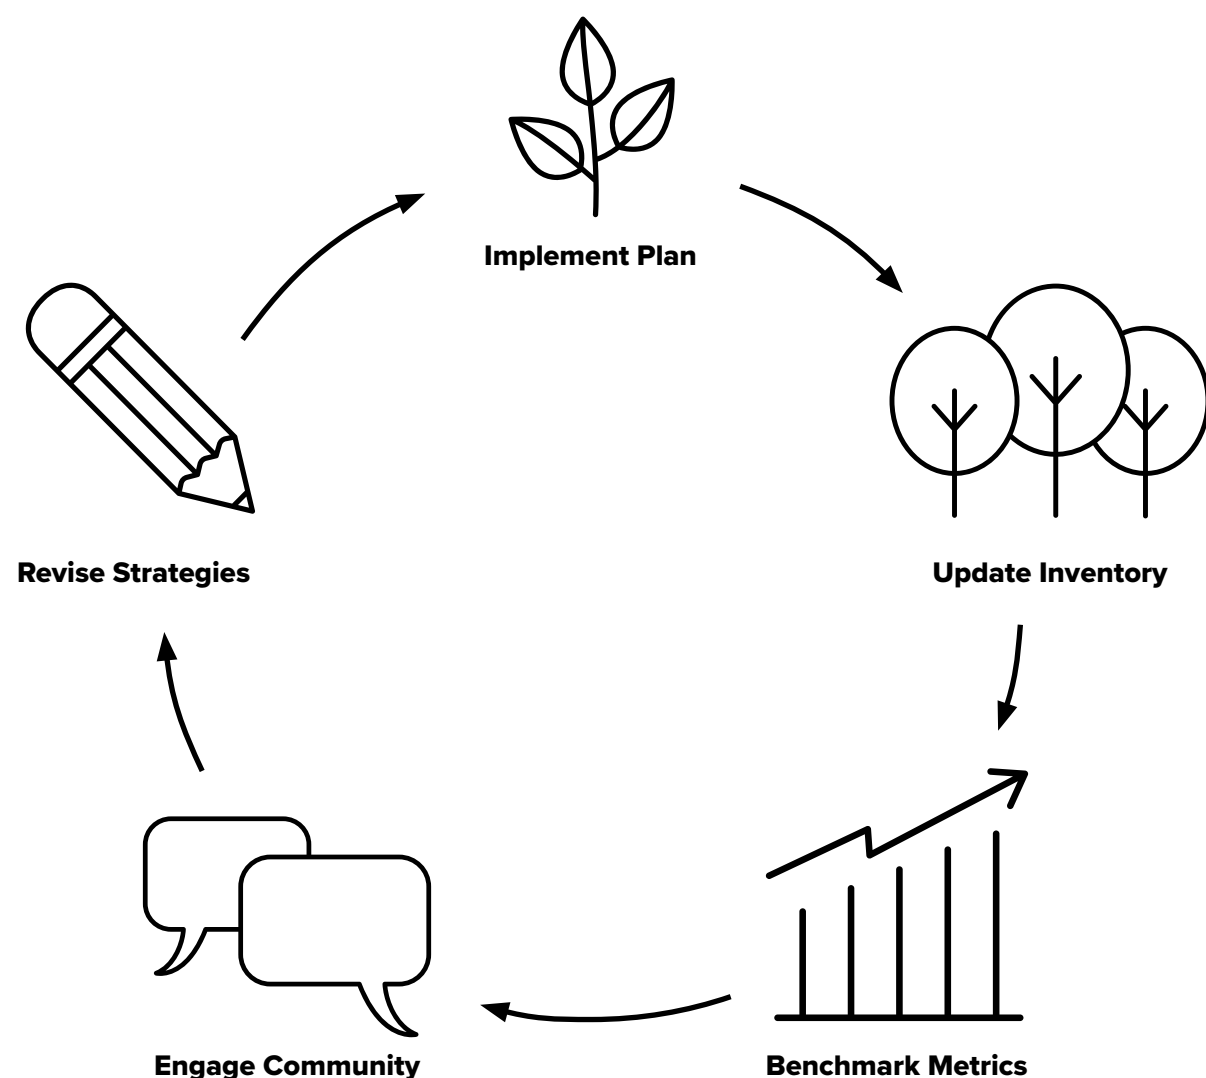 Implement Plan
Revise Strategies
Update Inventory
Engage Community
Benchmark Metrics